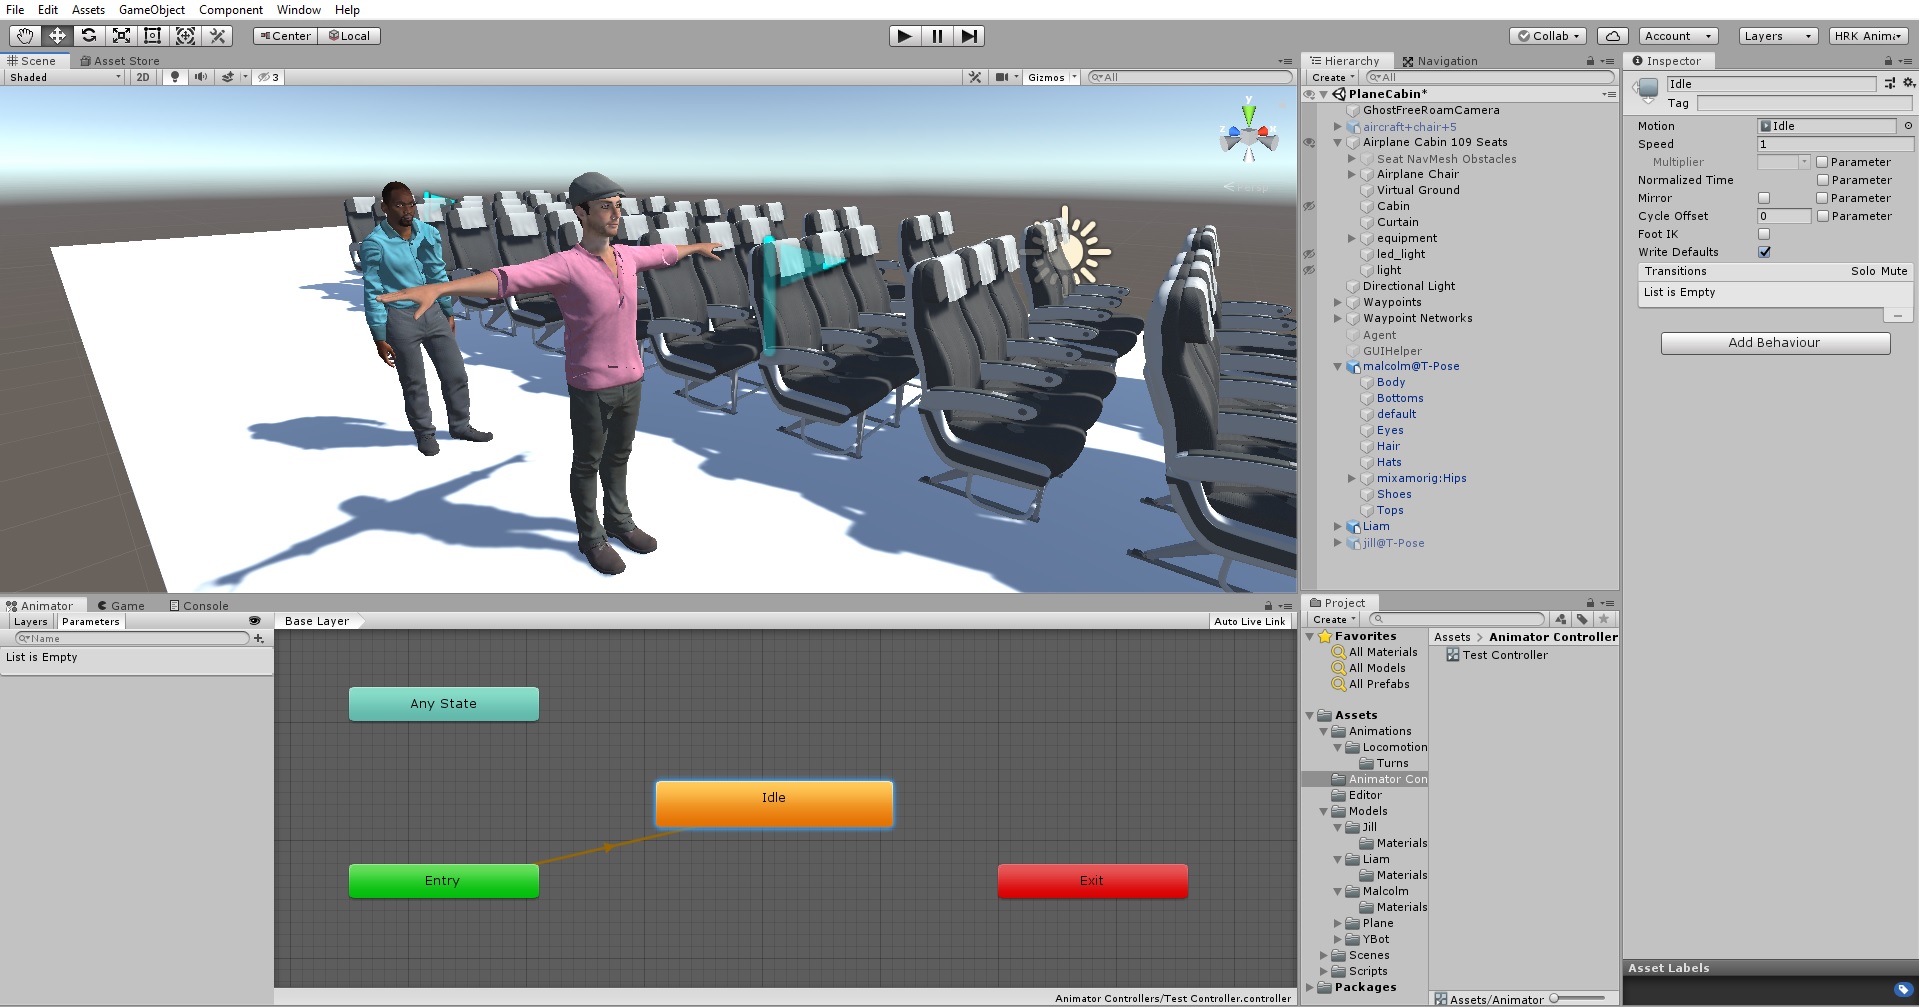 File Edit Assets GameObject Component Window Help
Center Local Collab Account Layers HRK Anima
Scene Asset Store
Shaded 2D 3 Gizmos All
y
z x
Persp
Hierarchy Navigation
Create All
PlaneCabin*
GhostFreeRoamCamera
aircraft+chair+5
Airplane Cabin 109 Seats
Seat NavMesh Obstacles
Airplane Chair
Virtual Ground
Cabin
Curtain
equipment
led_light
light
Directional Light
Waypoints
Waypoint Networks
Agent
GUIHelper
malcolm@T-Pose
Body
Bottoms
default
Eyes
Hair
Hats
mixamorig:Hips
Shoes
Tops
Liam
jill@T-Pose
Inspector
Idle
Tag
Motion Idle
Speed 1
Multiplier Parameter
Normalized Time Parameter
Mirror Parameter
Cycle Offset 0 Parameter
Foot IK
Write Defaults
Transitions Solo Mute
List is Empty
Add Behaviour
Animator Game Console
Layers Parameters Base Layer Auto Live Link
Name
List is Empty
Any State
Idle
Entry
Exit
Animator Controllers/Test Controller.controller
Project
Create
Favorites
All Materials
All Models
All Prefabs
Assets
Animations
Locomotion
Turns
Animator Con
Editor
Models
Jill
Materials
Liam
Materials
Malcolm
Materials
Plane
YBot
Scenes
Scripts
Packages
Assets > Animator Controller
Test Controller
Assets/Animator
Asset Labels